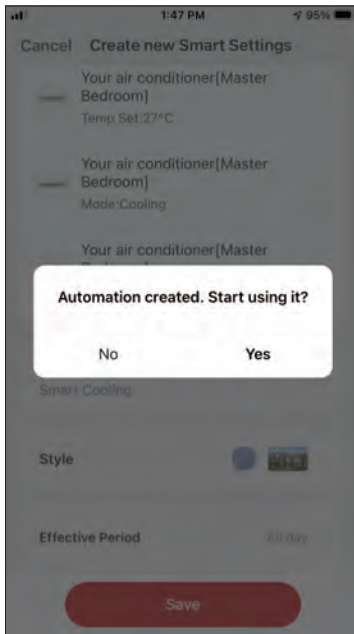 1:47 PM
95%
Cancel
Create new Smart Settings
Your air conditioner[Master
Bedroom]
Temp Set:27°C
Your air conditioner[Master
Bedroom]
Mode:Cooling
Your air conditioner[Master
Automation created. Start using it?
No
Yes
Smart Cooling
Style
Effective Period
All day
Save